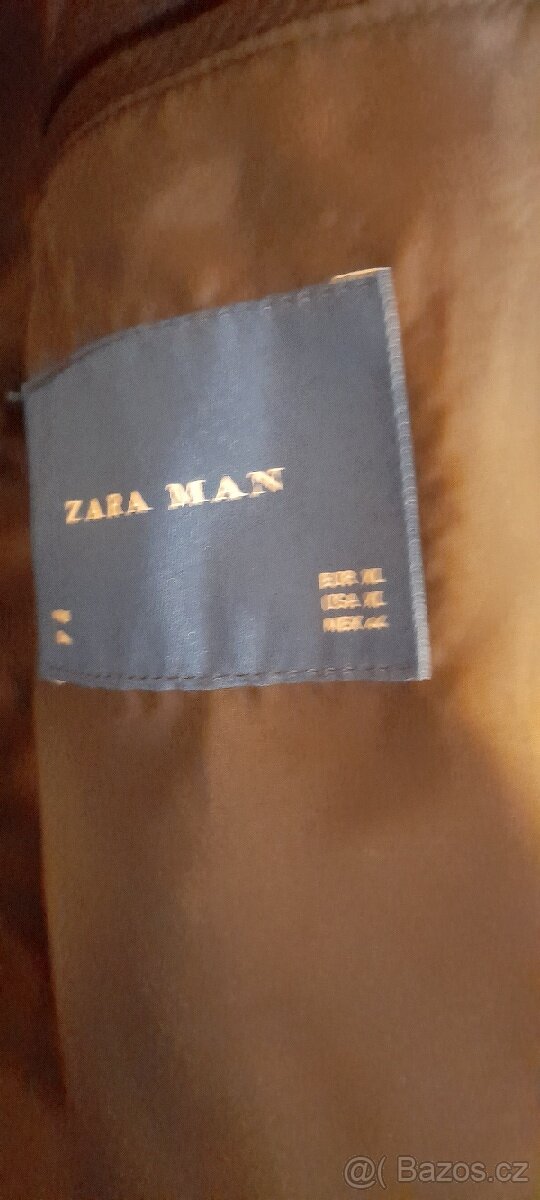 ZARA MAN
EUR XL
USA XL
MEX 44
@( Bazos.cz